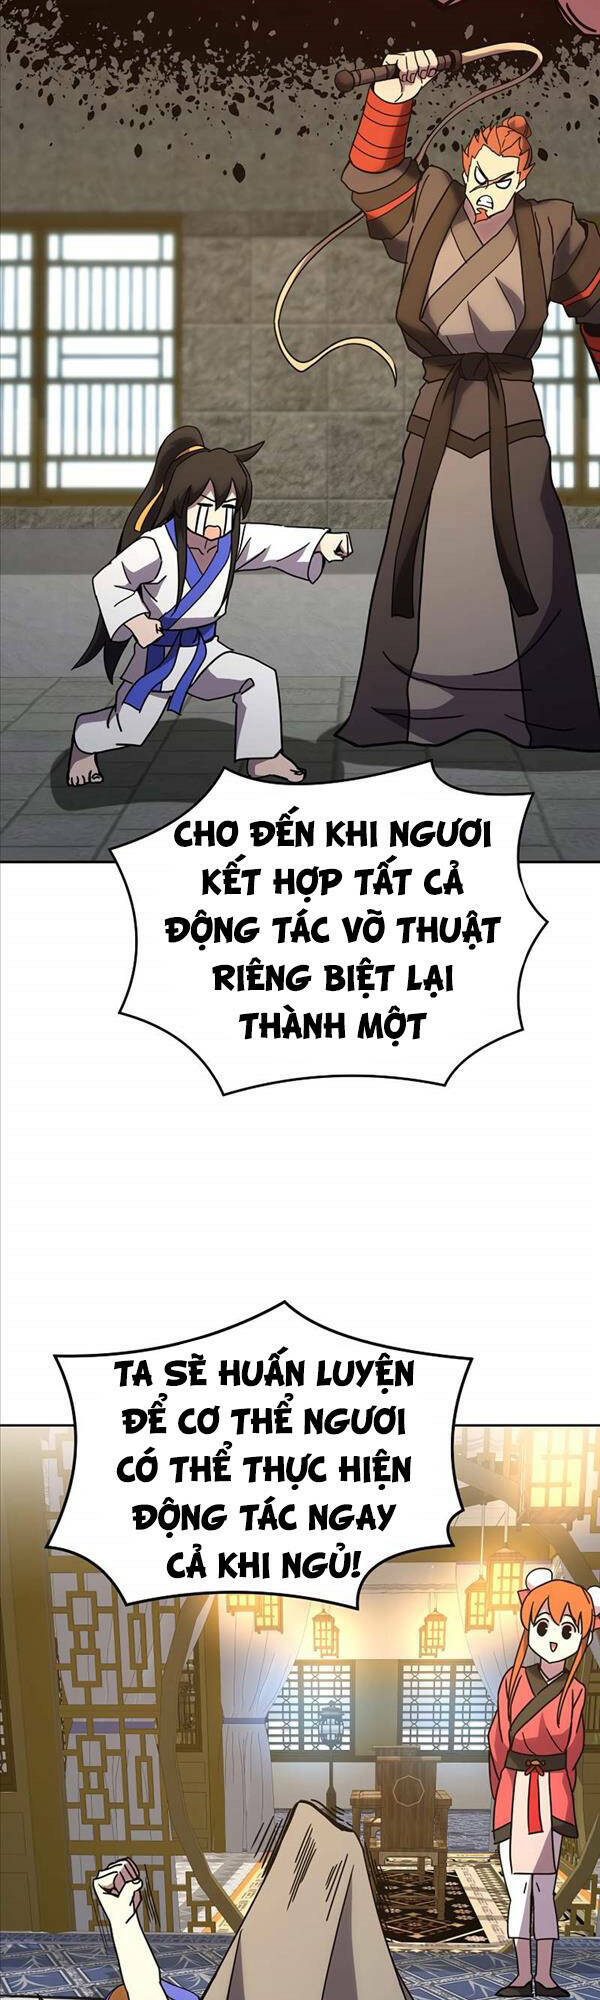 CHO ĐẾN KHI NGƯƠI
KẾT HỢP TẤT CẢ
ĐỘNG TÁC VÕ THUẬT
RIÊNG BIỆT LẠI
THÀNH MỘT
TA SẼ HUẤN LUYỆN
ĐỂ CƠ THỂ NGƯƠI
CÓ THỂ THỰC HIỆN
ĐỘNG TÁC NGAY
CẢ KHI NGỦ!